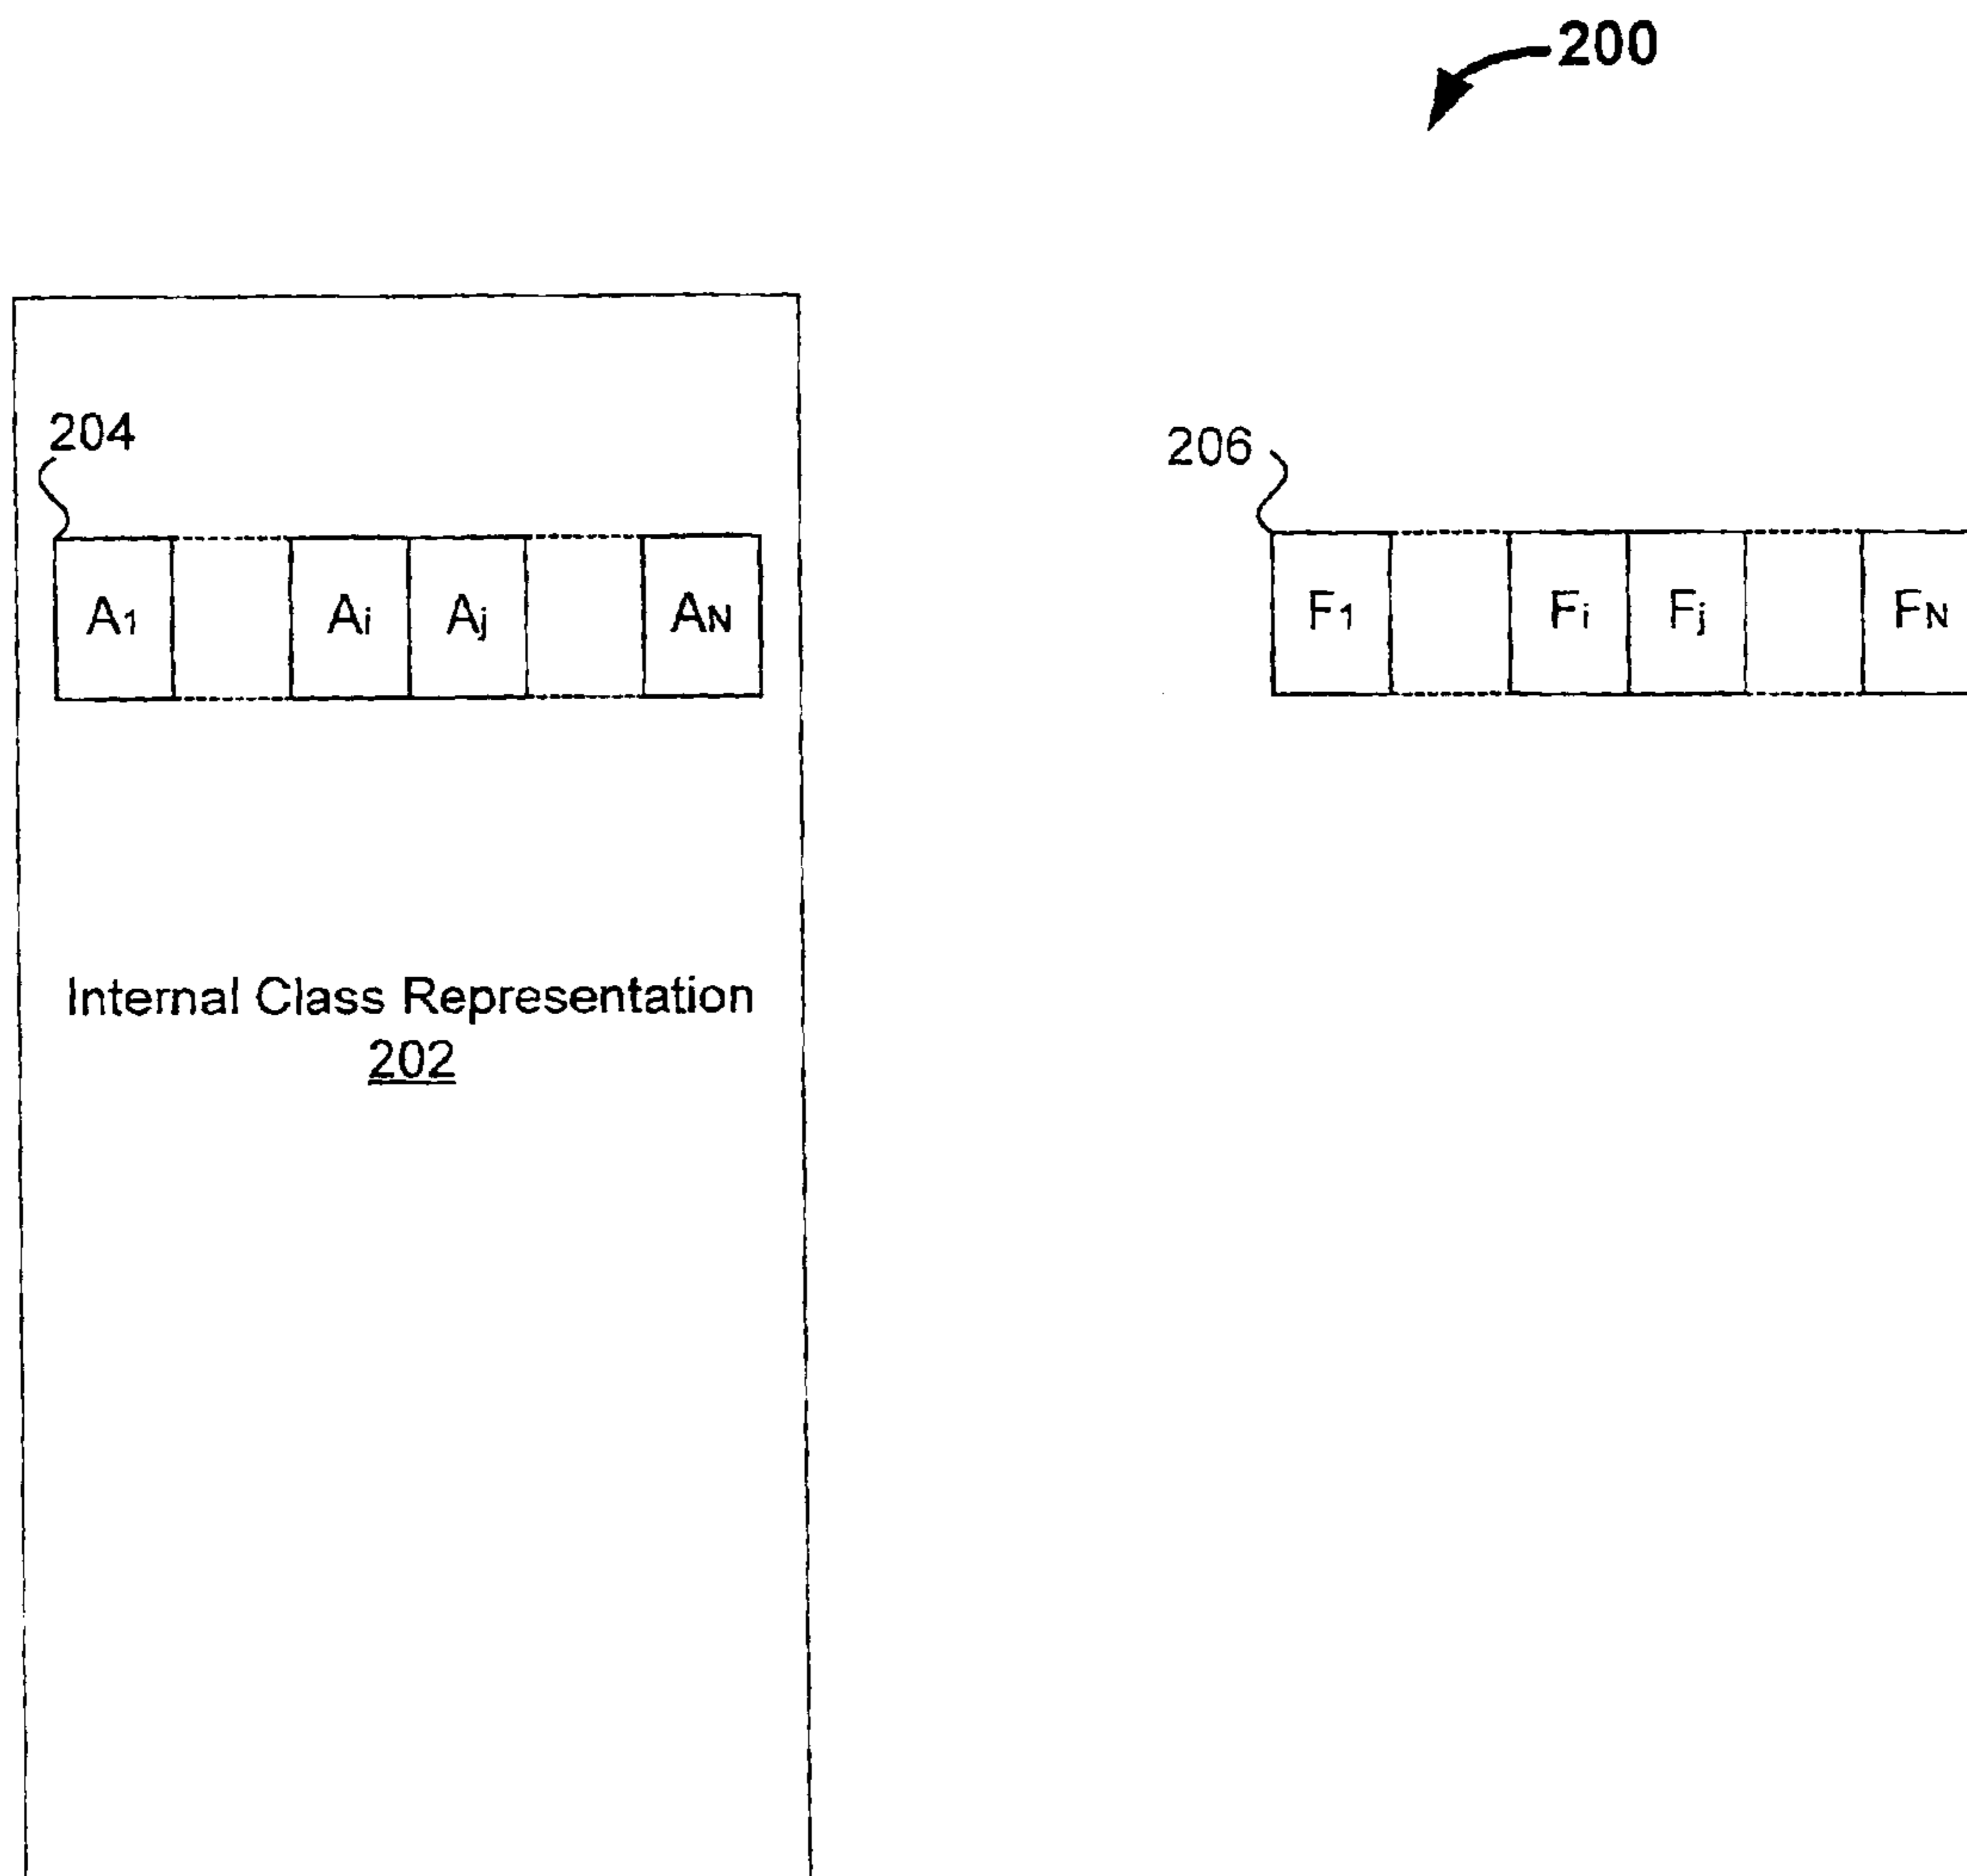 200
204
206
A1 Ai Aj AN
F1 Fi Fj FN
Internal Class Representation
202